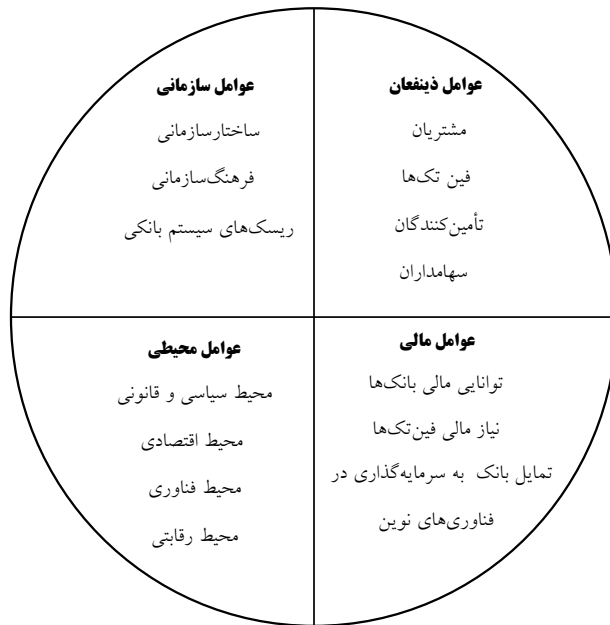 عوامل ذینفعان
مشتریان
فین تک‌ها
تأمین‌کنندگان
سهامداران
عوامل سازمانی
ساختارسازمانی
فرهنگ‌سازمانی
ریسک‌های سیستم بانکی
عوامل مالی
توانایی مالی بانک‌ها
نیاز مالی فین‌تک‌ها
تمایل بانک به سرمایه‌گذاری در
فناوری‌های نوین
عوامل محیطی
محیط سیاسی و قانونی
محیط اقتصادی
محیط فناوری
محیط رقابتی